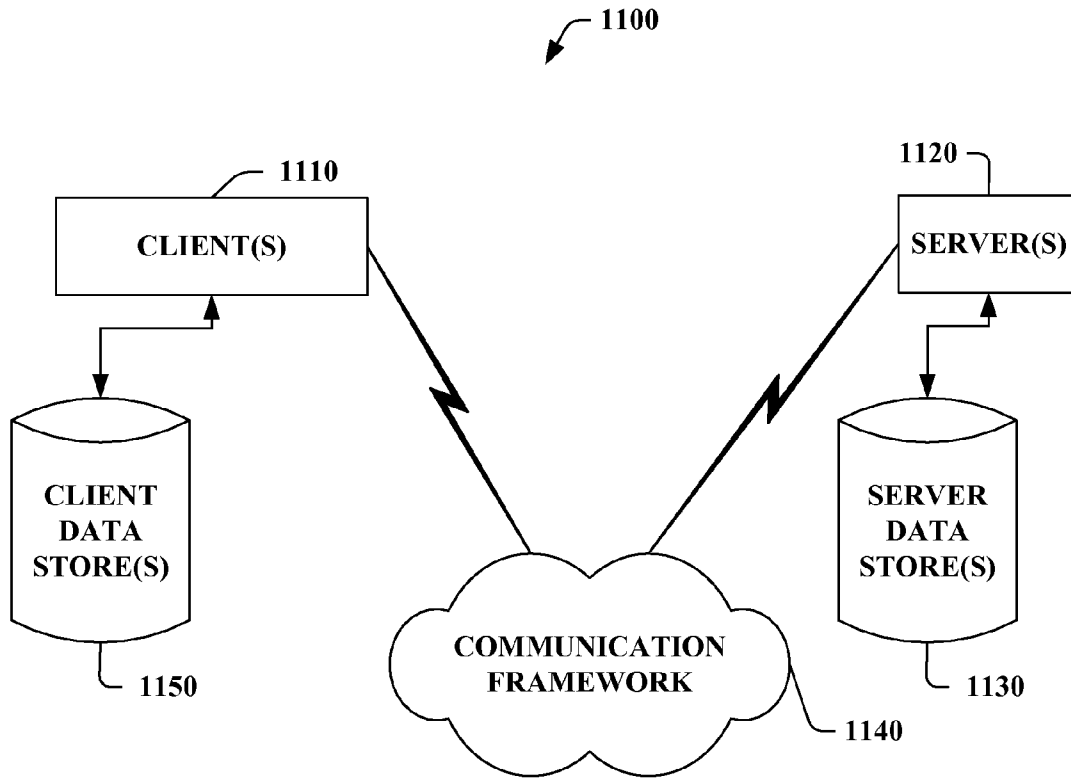 1100
1110
1120
CLIENT(S)
SERVER(S)
CLIENT
DATA
STORE(S)
SERVER
DATA
STORE(S)
COMMUNICATION
FRAMEWORK
1150
1130
1140